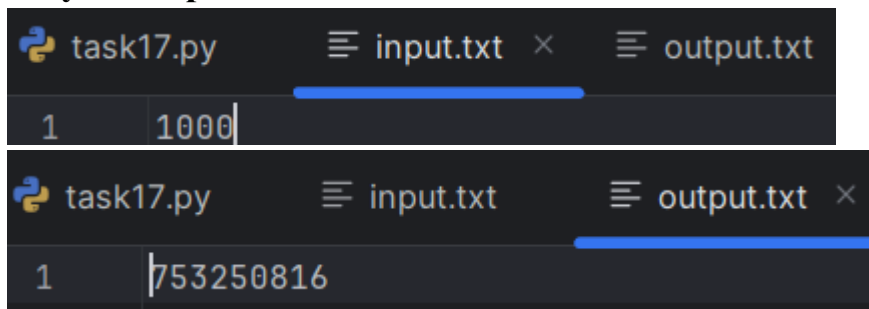 task17.py input.txt × output.txt
1 1000
task17.py input.txt output.txt ×
1 753250816